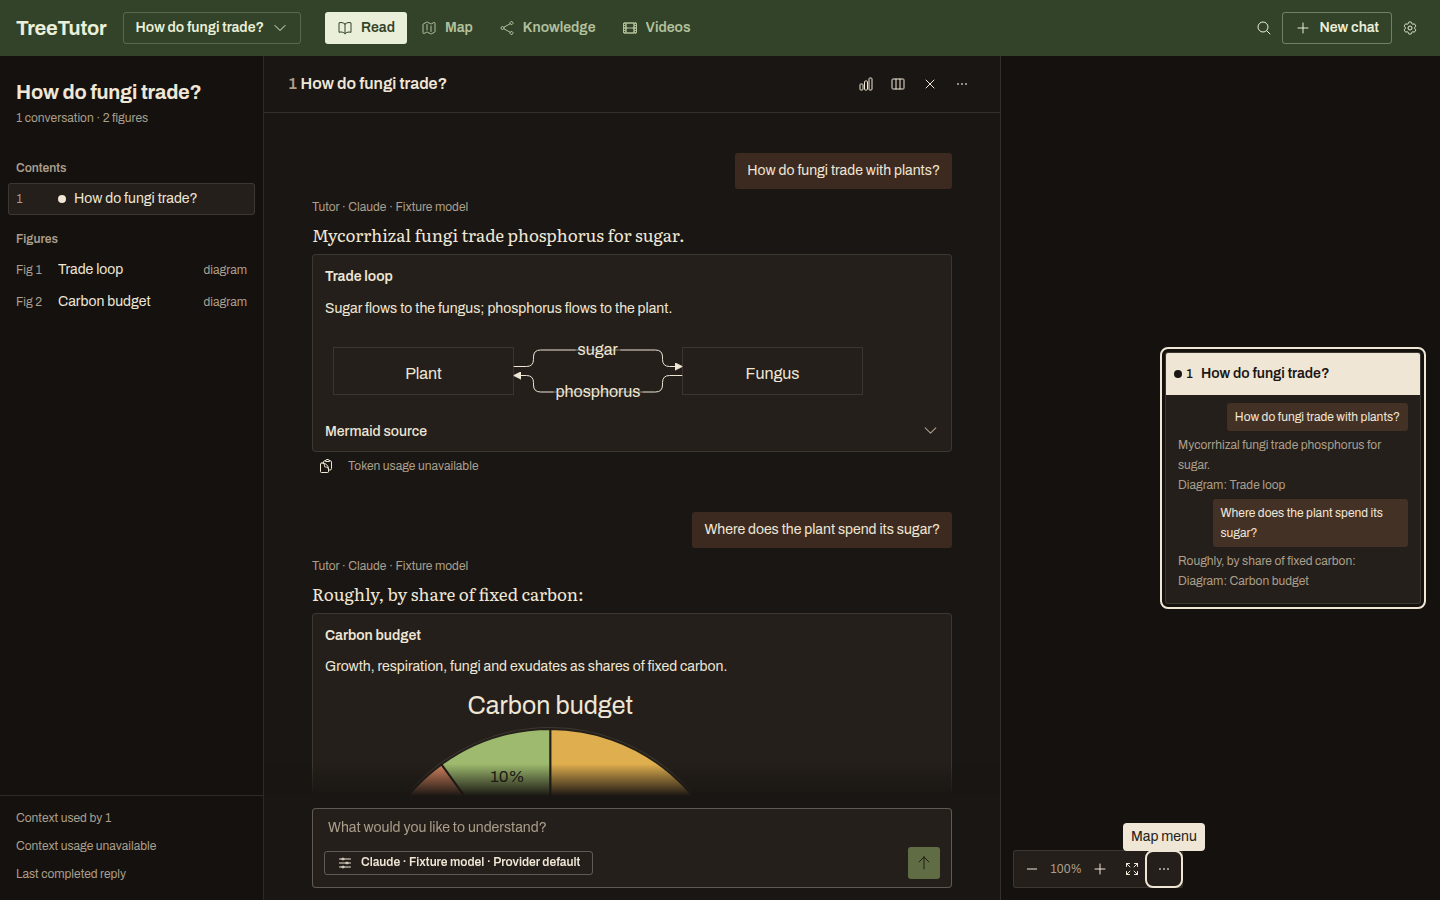 TreeTutor
How do fungi trade?
Read
Map
Knowledge
Videos
New chat
How do fungi trade?
1 conversation · 2 figures
Contents
1 How do fungi trade?
Figures
Fig 1 Trade loop diagram
Fig 2 Carbon budget diagram
Context used by 1
Context usage unavailable
Last completed reply
1 How do fungi trade?
How do fungi trade with plants?
Tutor · Claude · Fixture model
Mycorrhizal fungi trade phosphorus for sugar.
Trade loop
Sugar flows to the fungus; phosphorus flows to the plant.
sugar
Plant
Fungus
phosphorus
Mermaid source
Token usage unavailable
Where does the plant spend its sugar?
Tutor · Claude · Fixture model
Roughly, by share of fixed carbon:
Carbon budget
Growth, respiration, fungi and exudates as shares of fixed carbon.
Carbon budget
10%
What would you like to understand?
Claude · Fixture model · Provider default
1 How do fungi trade?
How do fungi trade with plants?
Mycorrhizal fungi trade phosphorus for
sugar.
Diagram: Trade loop
Where does the plant spend its
sugar?
Roughly, by share of fixed carbon:
Diagram: Carbon budget
Map menu
100%